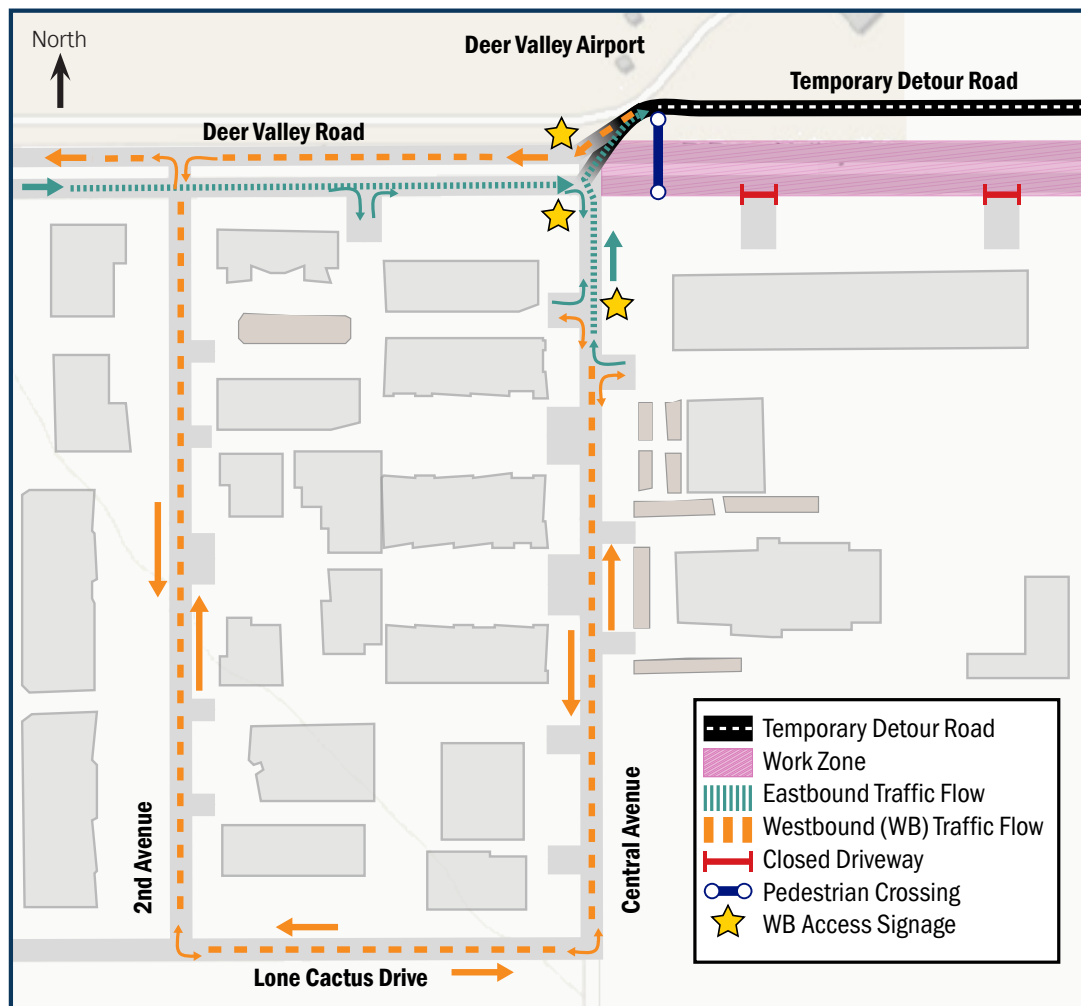 North
Deer Valley Airport
Temporary Detour Road
Deer Valley Road
2nd Avenue
Central Avenue
Lone Cactus Drive
Temporary Detour Road
Work Zone
Eastbound Traffic Flow
Westbound (WB) Traffic Flow
Closed Driveway
Pedestrian Crossing
WB Access Signage